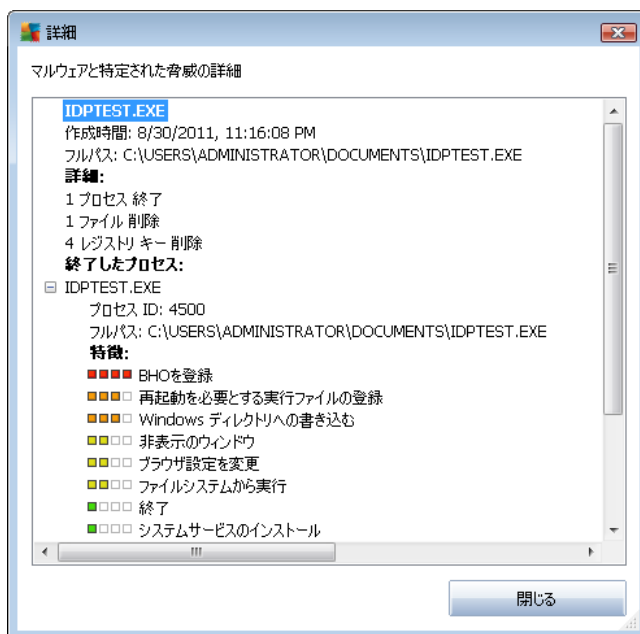 詳細
マルウェアと特定された脅威の詳細
IDPTEST.EXE
作成時間: 8/30/2011, 11:16:08 PM
フルパス: C:\USERS\ADMINISTRATOR\DOCUMENTS\IDPTEST.EXE
詳細:
1 プロセス 終了
1 ファイル 削除
4 レジストリ キー 削除
終了したプロセス:
IDPTEST.EXE
プロセス ID: 4500
フルパス: C:\USERS\ADMINISTRATOR\DOCUMENTS\IDPTEST.EXE
特徴:
BHOを登録
再起動を必要とする実行ファイルの登録
Windows ディレクトリへの書き込む
非表示のウィンドウ
ブラウザ設定を変更
ファイルシステムから実行
終了
システムサービスのインストール
閉じる